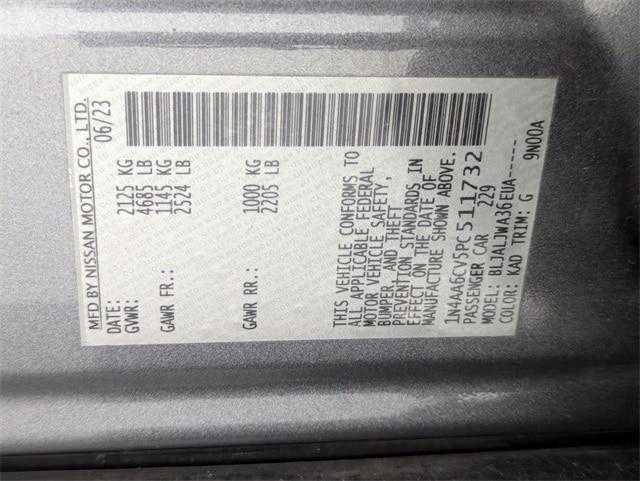 MFD BY NISSAN MOTOR CO., LTD.
DATE: 06/23
GVWR: 2125 KG
4685 LB
GAWR FR.: 1145 KG
2524 LB
GAWR RR.: 1000 KG
2205 LB
THIS VEHICLE CONFORMS TO
ALL APPLICABLE FEDERAL
MOTOR VEHICLE SAFETY,
BUMPER, AND THEFT
PREVENTION STANDARDS IN
EFFECT ON THE DATE OF
MANUFACTURE SHOWN ABOVE.
1N4AA6CV5PC511732
PASSENGER CAR 229
MODEL: BLJALJWA36EUA-----
COLOR: KAD TRIM: G 9N00A